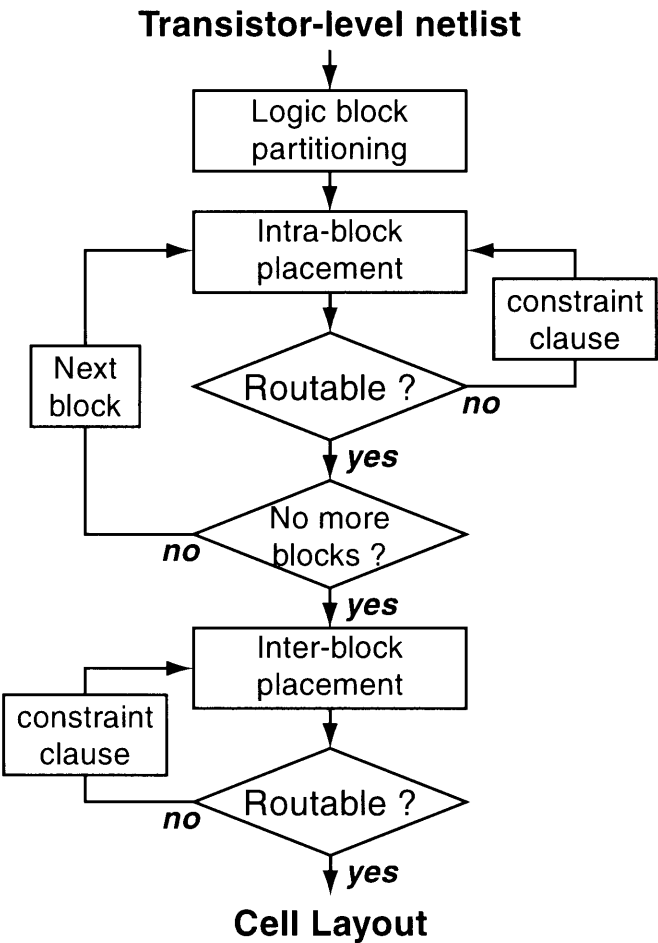 Transistor-level netlist
Logic block
partitioning
Intra-block
placement
constraint
clause
Next
block
Routable ?
no
yes
No more
blocks ?
no
yes
Inter-block
placement
constraint
clause
Routable ?
no
yes
Cell Layout